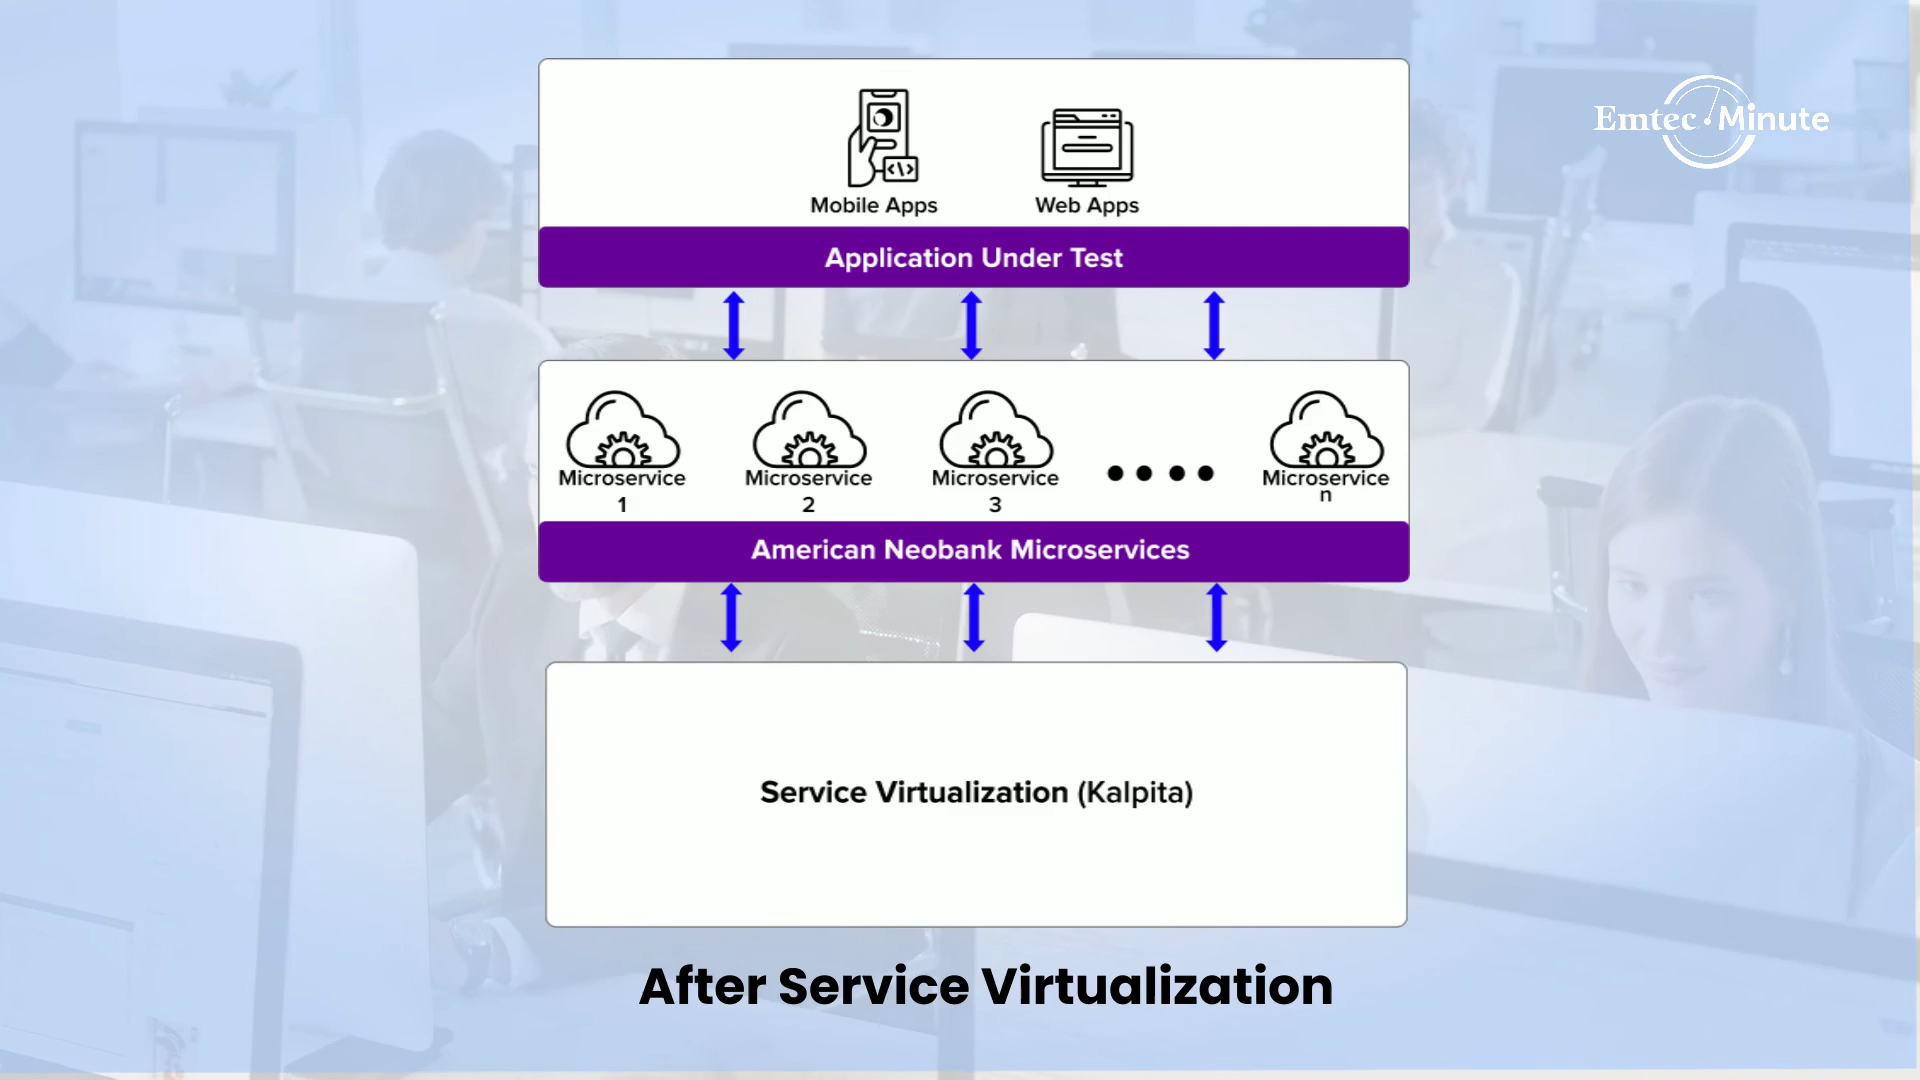 Emtec Minute
Mobile Apps
Web Apps
Application Under Test
Microservice
1
Microservice
2
Microservice
3
Microservice
n
American Neobank Microservices
Service Virtualization (Kalpita)
After Service Virtualization